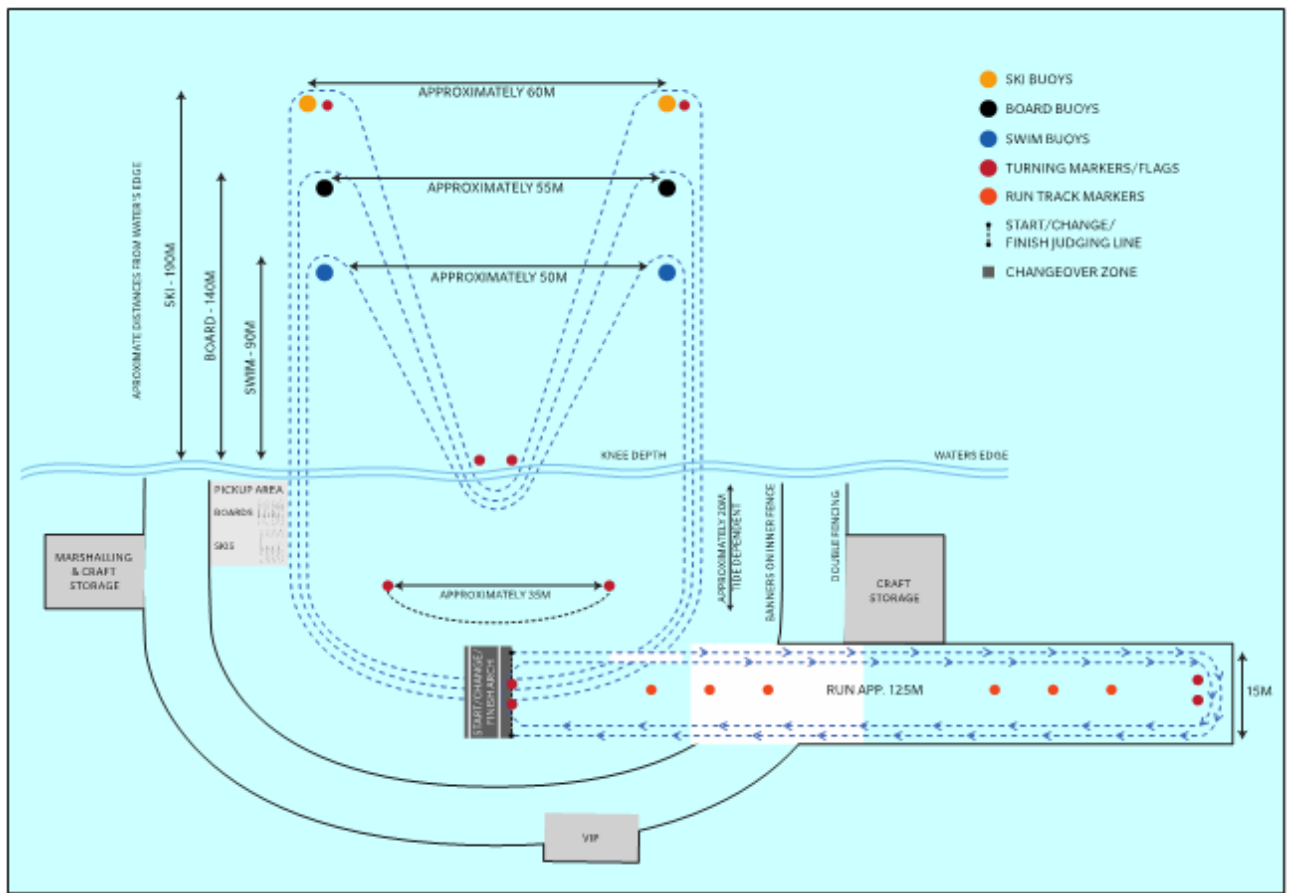 APPROXIMATELY 60M
SKI BUOYS
BOARD BUOYS
SWIM BUOYS
TURNING MARKERS/FLAGS
RUN TRACK MARKERS
START/CHANGE/
FINISH JUDGING LINE
CHANGEOVER ZONE
APPROXIMATELY 55M
APPROXIMATELY 50M
APROXIMATE DISTANCES FROM WATER'S EDGE
SKI - 190M
BOARD - 140M
SWIM - 90M
KNEE DEPTH
WATERS EDGE
PICKUP AREA
BOARDS
SKIS
MARSHALLING
& CRAFT
STORAGE
APPROXIMATELY 35M
APPROXIMATELY 20M
TIDE DEPENDENT
BANNERS ON INNER FENCE
DOUBLE FENCING
CRAFT
STORAGE
START/CHANGE/
FINISH ARCH
RUN APP. 125M
15M
VIP